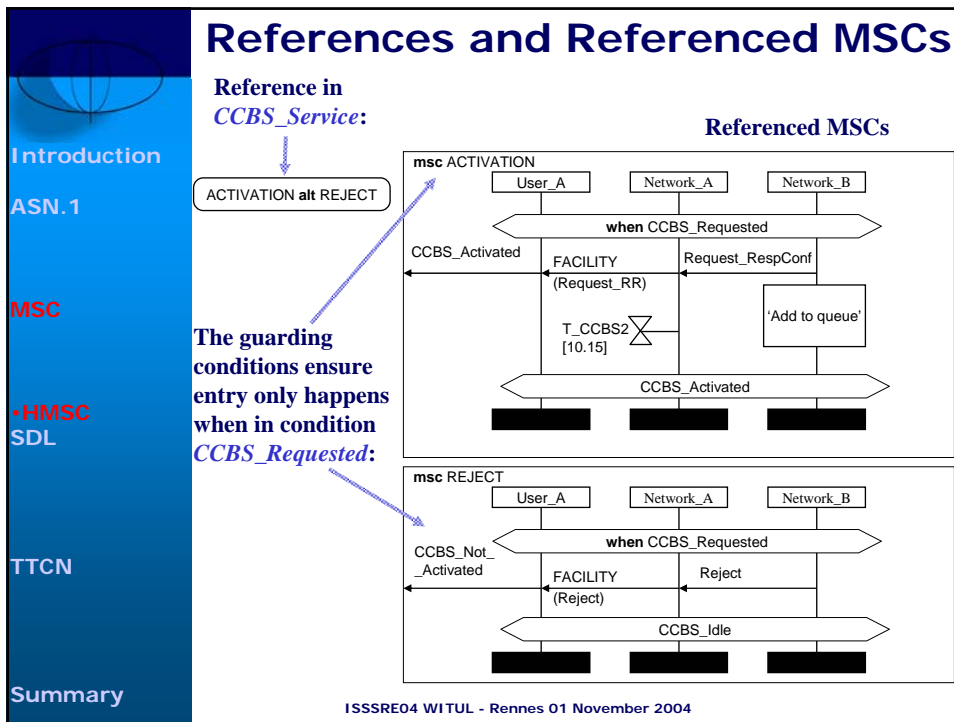 References and Referenced MSCs
Introduction
ASN.1
MSC
•HMSC
SDL
TTCN
Summary
Reference in
CCBS_Service:
ACTIVATION alt REJECT
The guarding
conditions ensure
entry only happens
when in condition
CCBS_Requested:
Referenced MSCs
msc ACTIVATION
User_A
Network_A
Network_B
when CCBS_Requested
CCBS_Activated
FACILITY
(Request_RR)
Request_RespConf
T_CCBS2
[10.15]
'Add to queue'
CCBS_Activated
msc REJECT
User_A
Network_A
Network_B
when CCBS_Requested
CCBS_Not_
_Activated
FACILITY
(Reject)
Reject
CCBS_Idle
ISSSRE04 WITUL - Rennes 01 November 2004